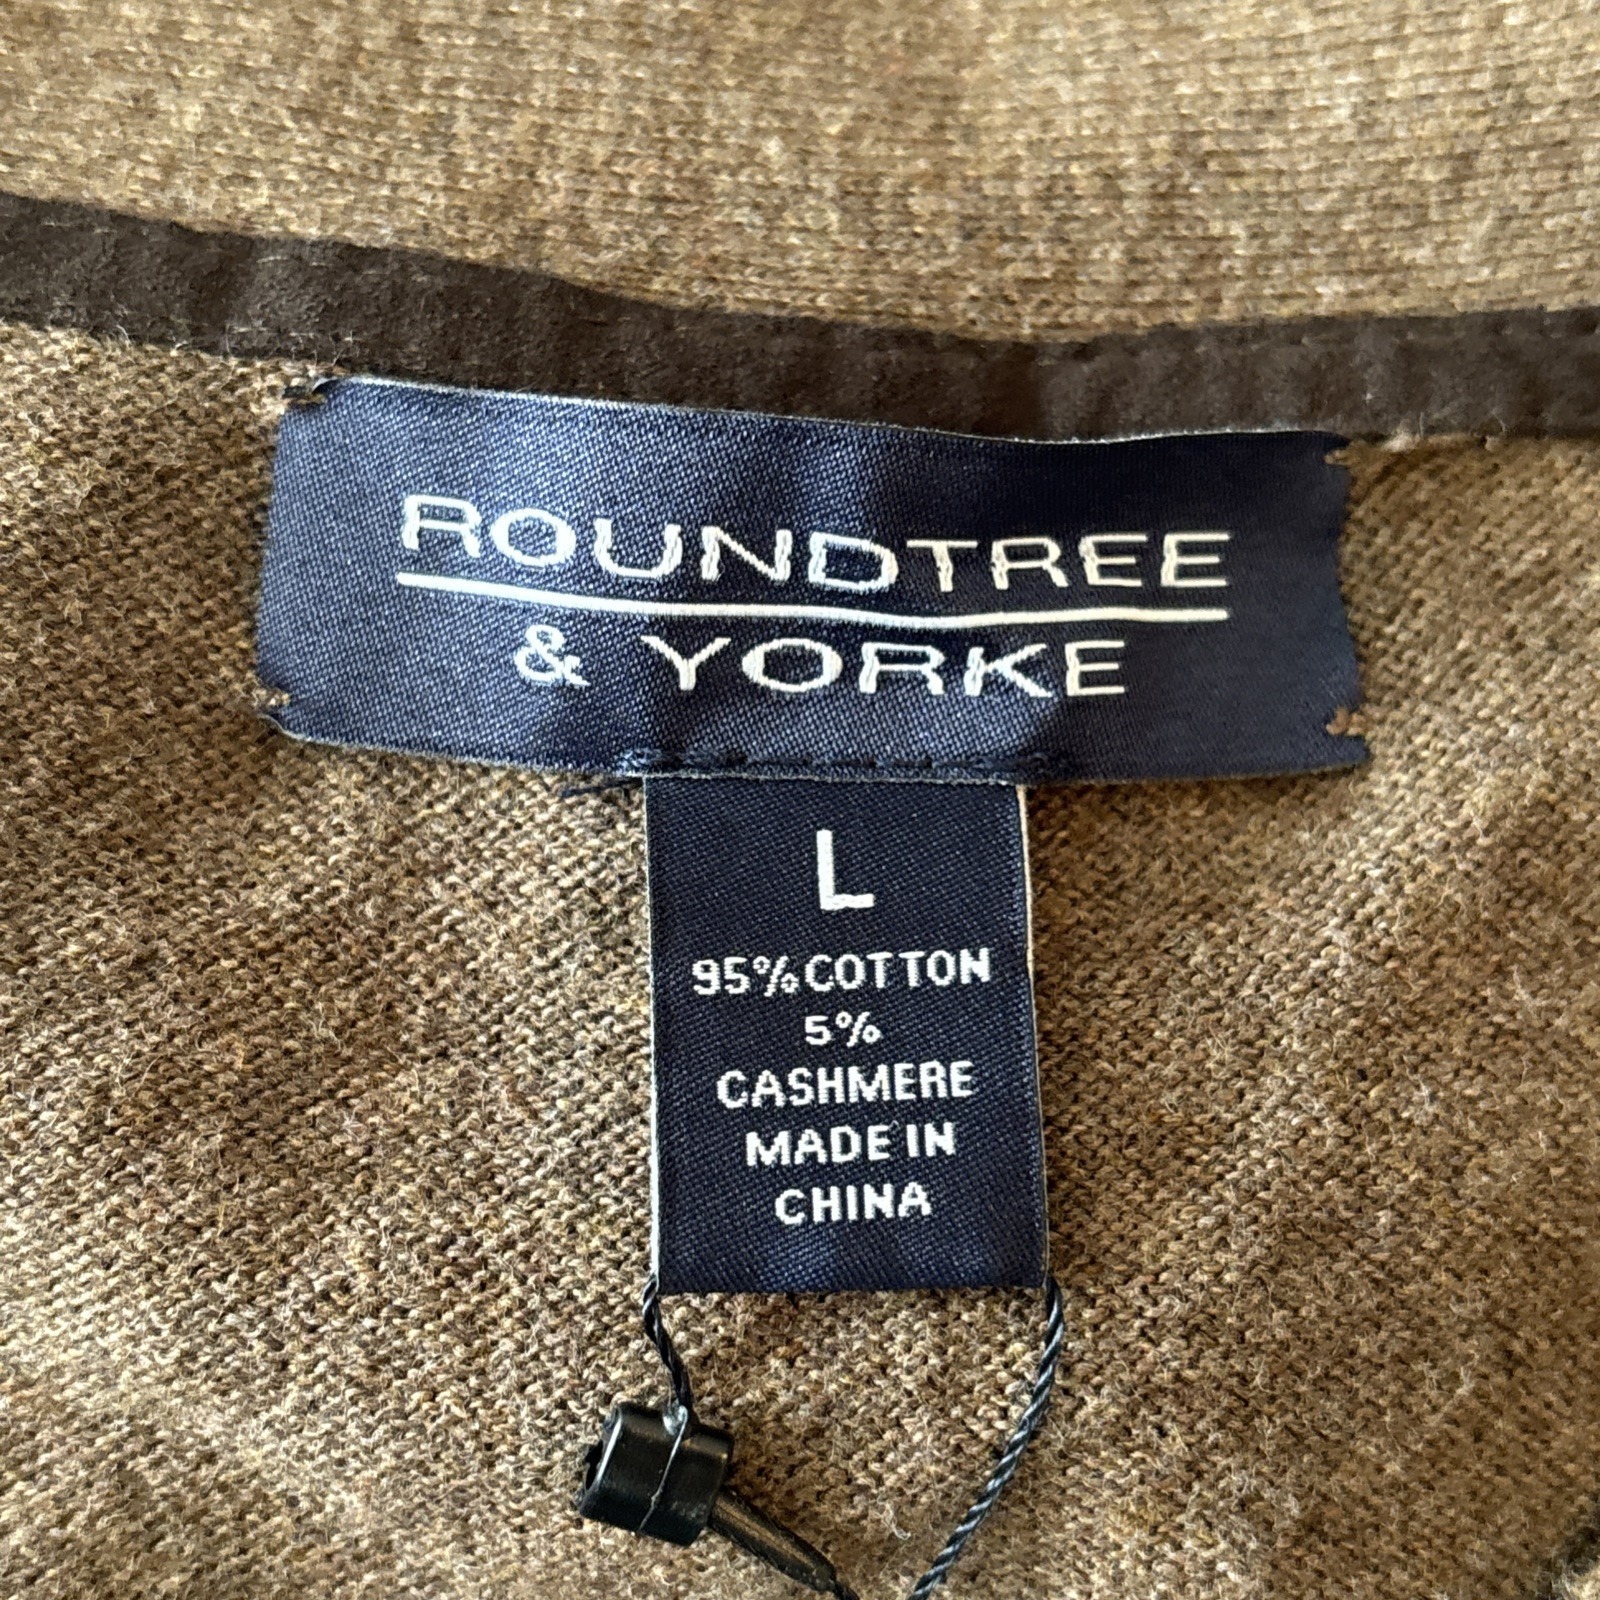 ROUNDTREE
& YORKE
L
95% COTTON
5%
CASHMERE
MADE IN
CHINA